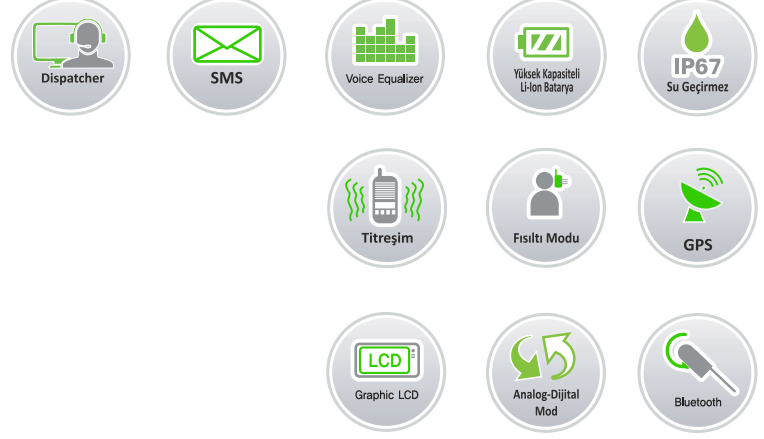 Dispatcher
SMS
Voice Equalizer
Yüksek Kapasiteli
Li-Ion Batarya
IP67
Su Geçirmez
Titreşim
Fısıltı Modu
GPS
LCD
Graphic LCD
Analog-Dijital
Mod
Bluetooth